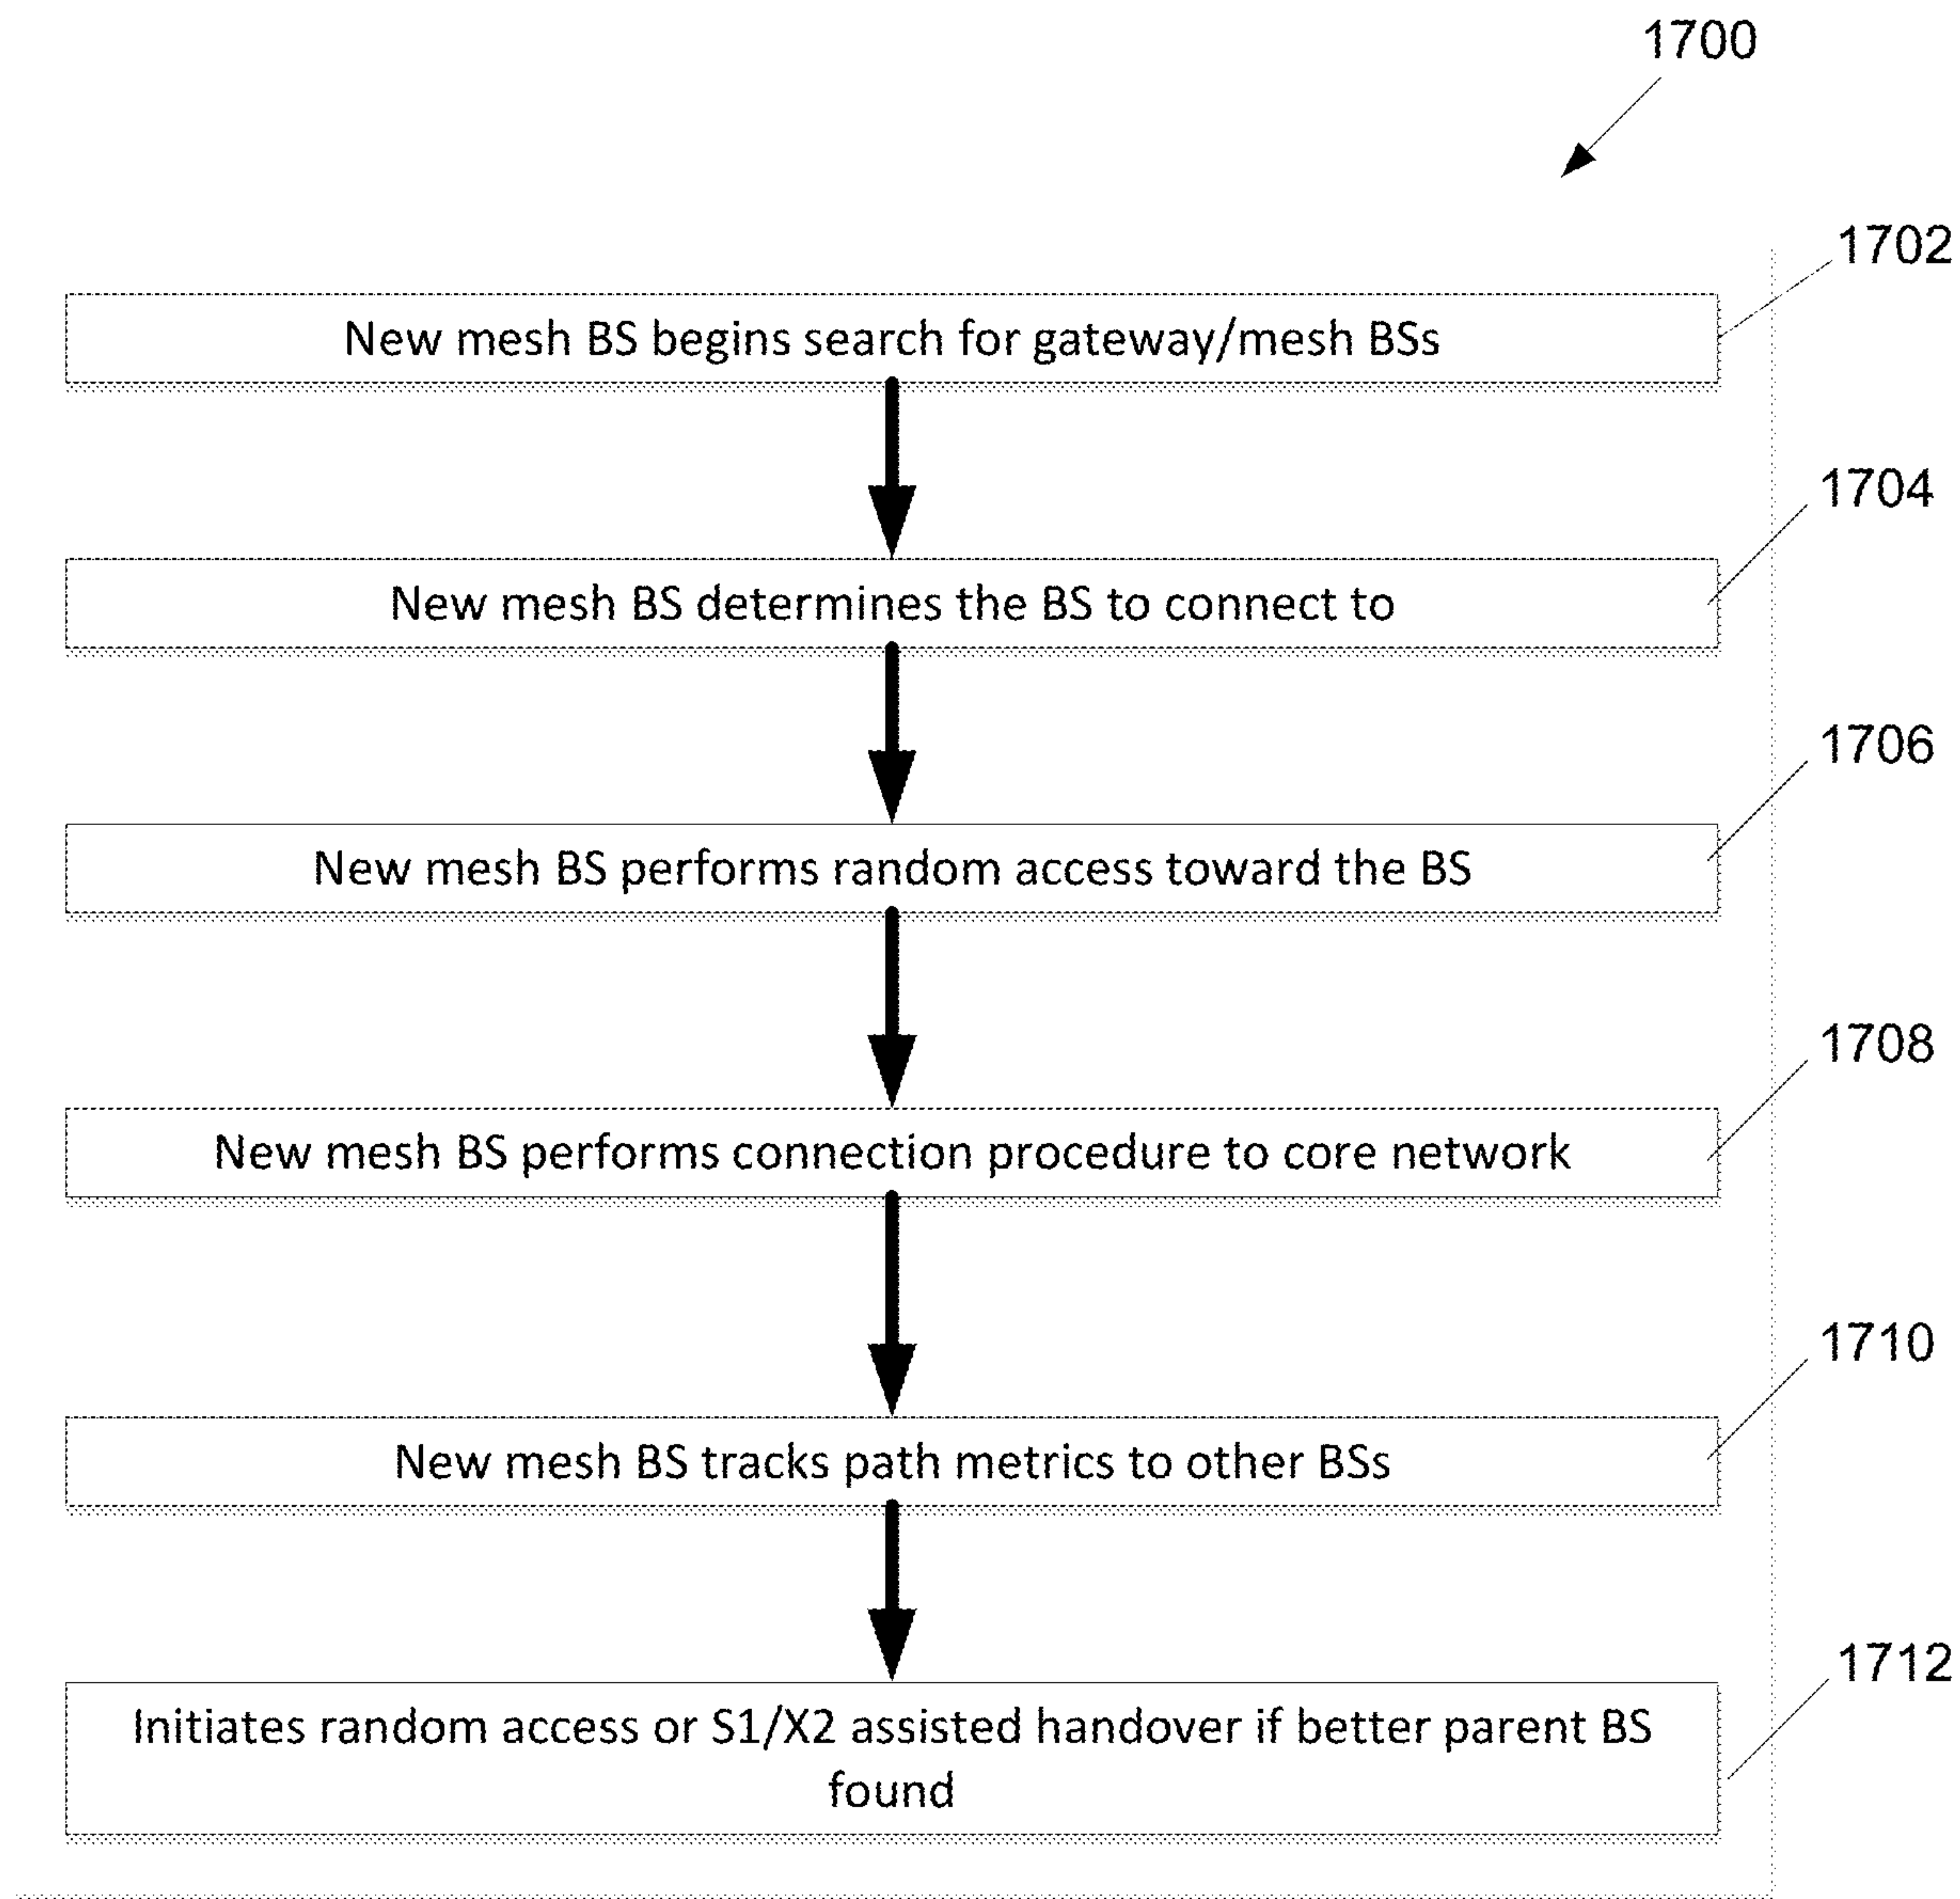 1700
1702
New mesh BS begins search for gateway/mesh BSs
1704
New mesh BS determines the BS to connect to
1706
New mesh BS performs random access toward the BS
1708
New mesh BS performs connection procedure to core network
1710
New mesh BS tracks path metrics to other BSs
1712
Initiates random access or S1/X2 assisted handover if better parent BS
found